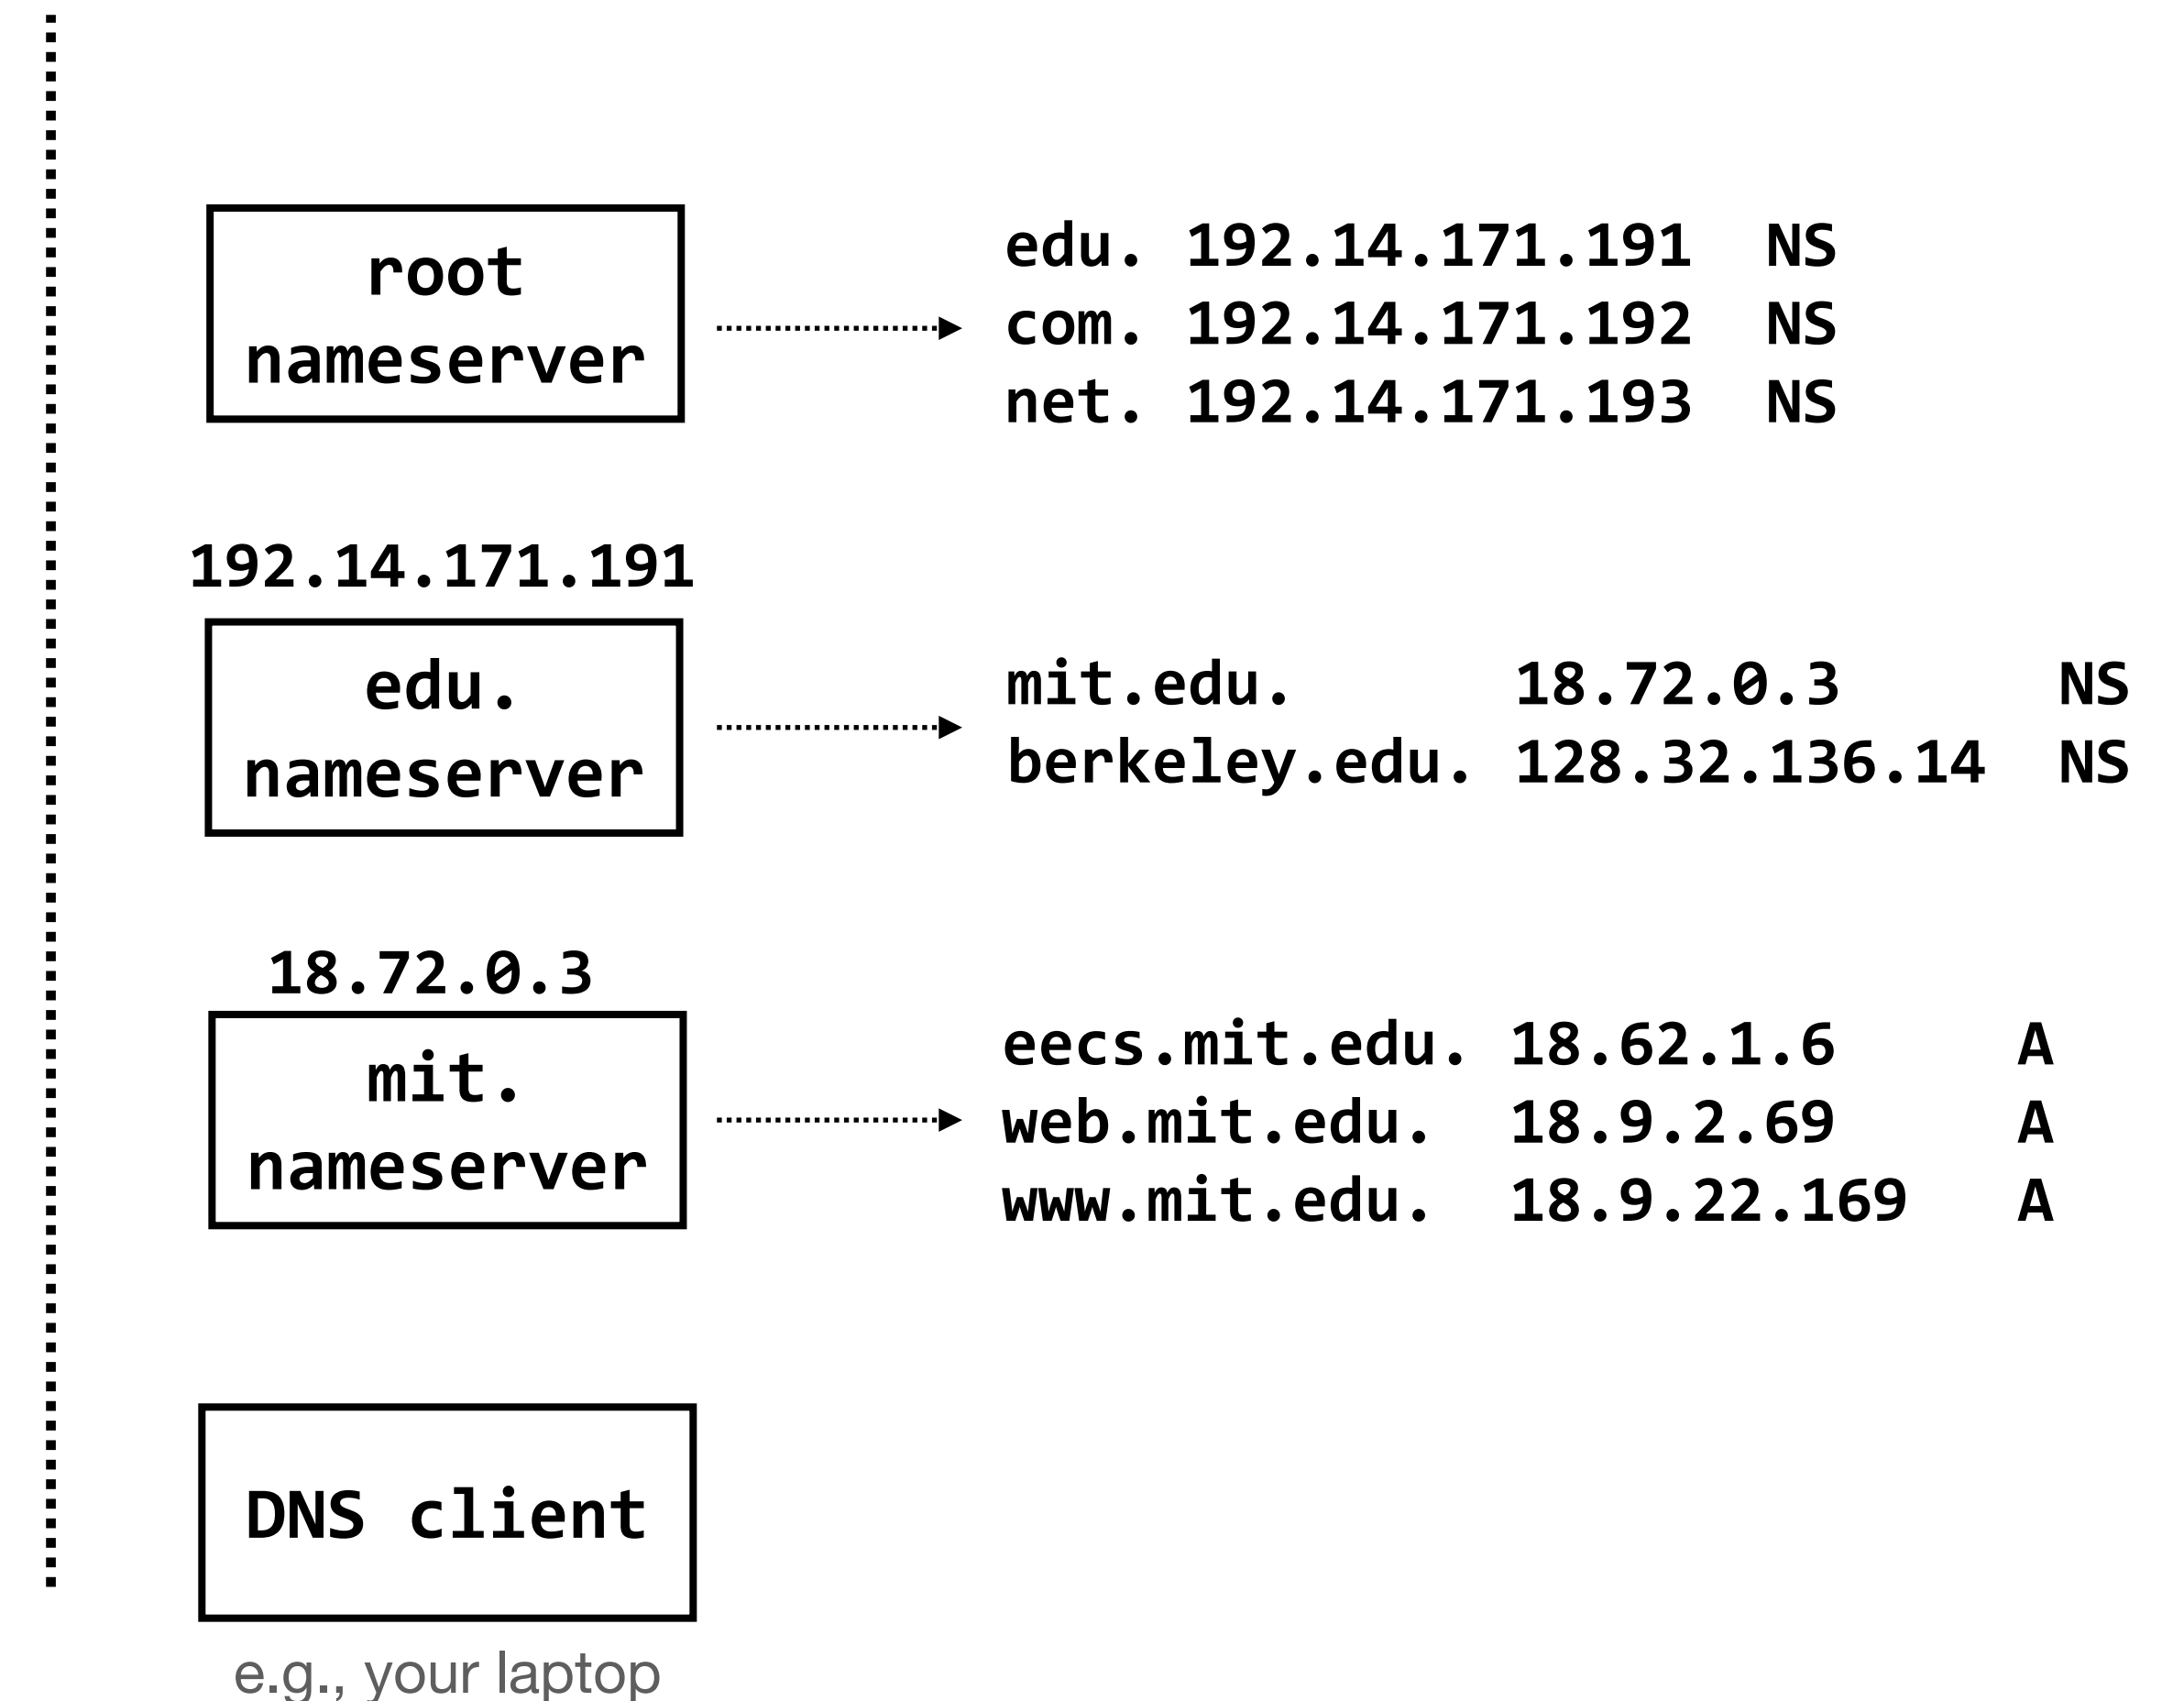 root
nameserver
edu. 192.14.171.191 NS
com. 192.14.171.192 NS
net. 192.14.171.193 NS
192.14.171.191
edu.
nameserver
mit.edu. 18.72.0.3 NS
berkeley.edu. 128.32.136.14 NS
18.72.0.3
mit.
nameserver
eecs.mit.edu. 18.62.1.6 A
web.mit.edu. 18.9.2.69 A
www.mit.edu. 18.9.22.169 A
DNS client
e.g., your laptop